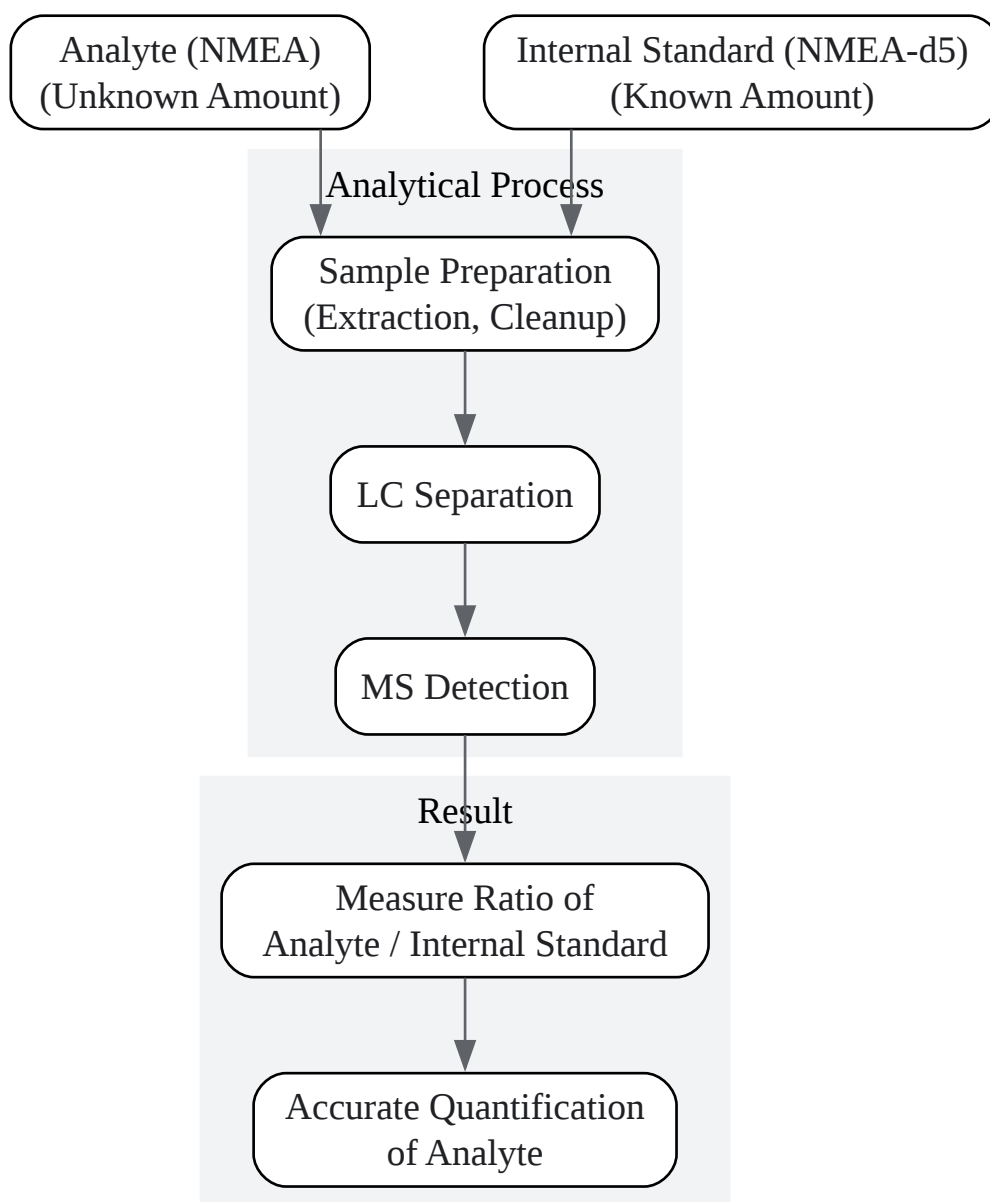 Analyte (NMEA)
(Unknown Amount)
Internal Standard (NMEA-d5)
(Known Amount)
Analytical Process
Sample Preparation
(Extraction, Cleanup)
LC Separation
MS Detection
Result
Measure Ratio of
Analyte / Internal Standard
Accurate Quantification
of Analyte